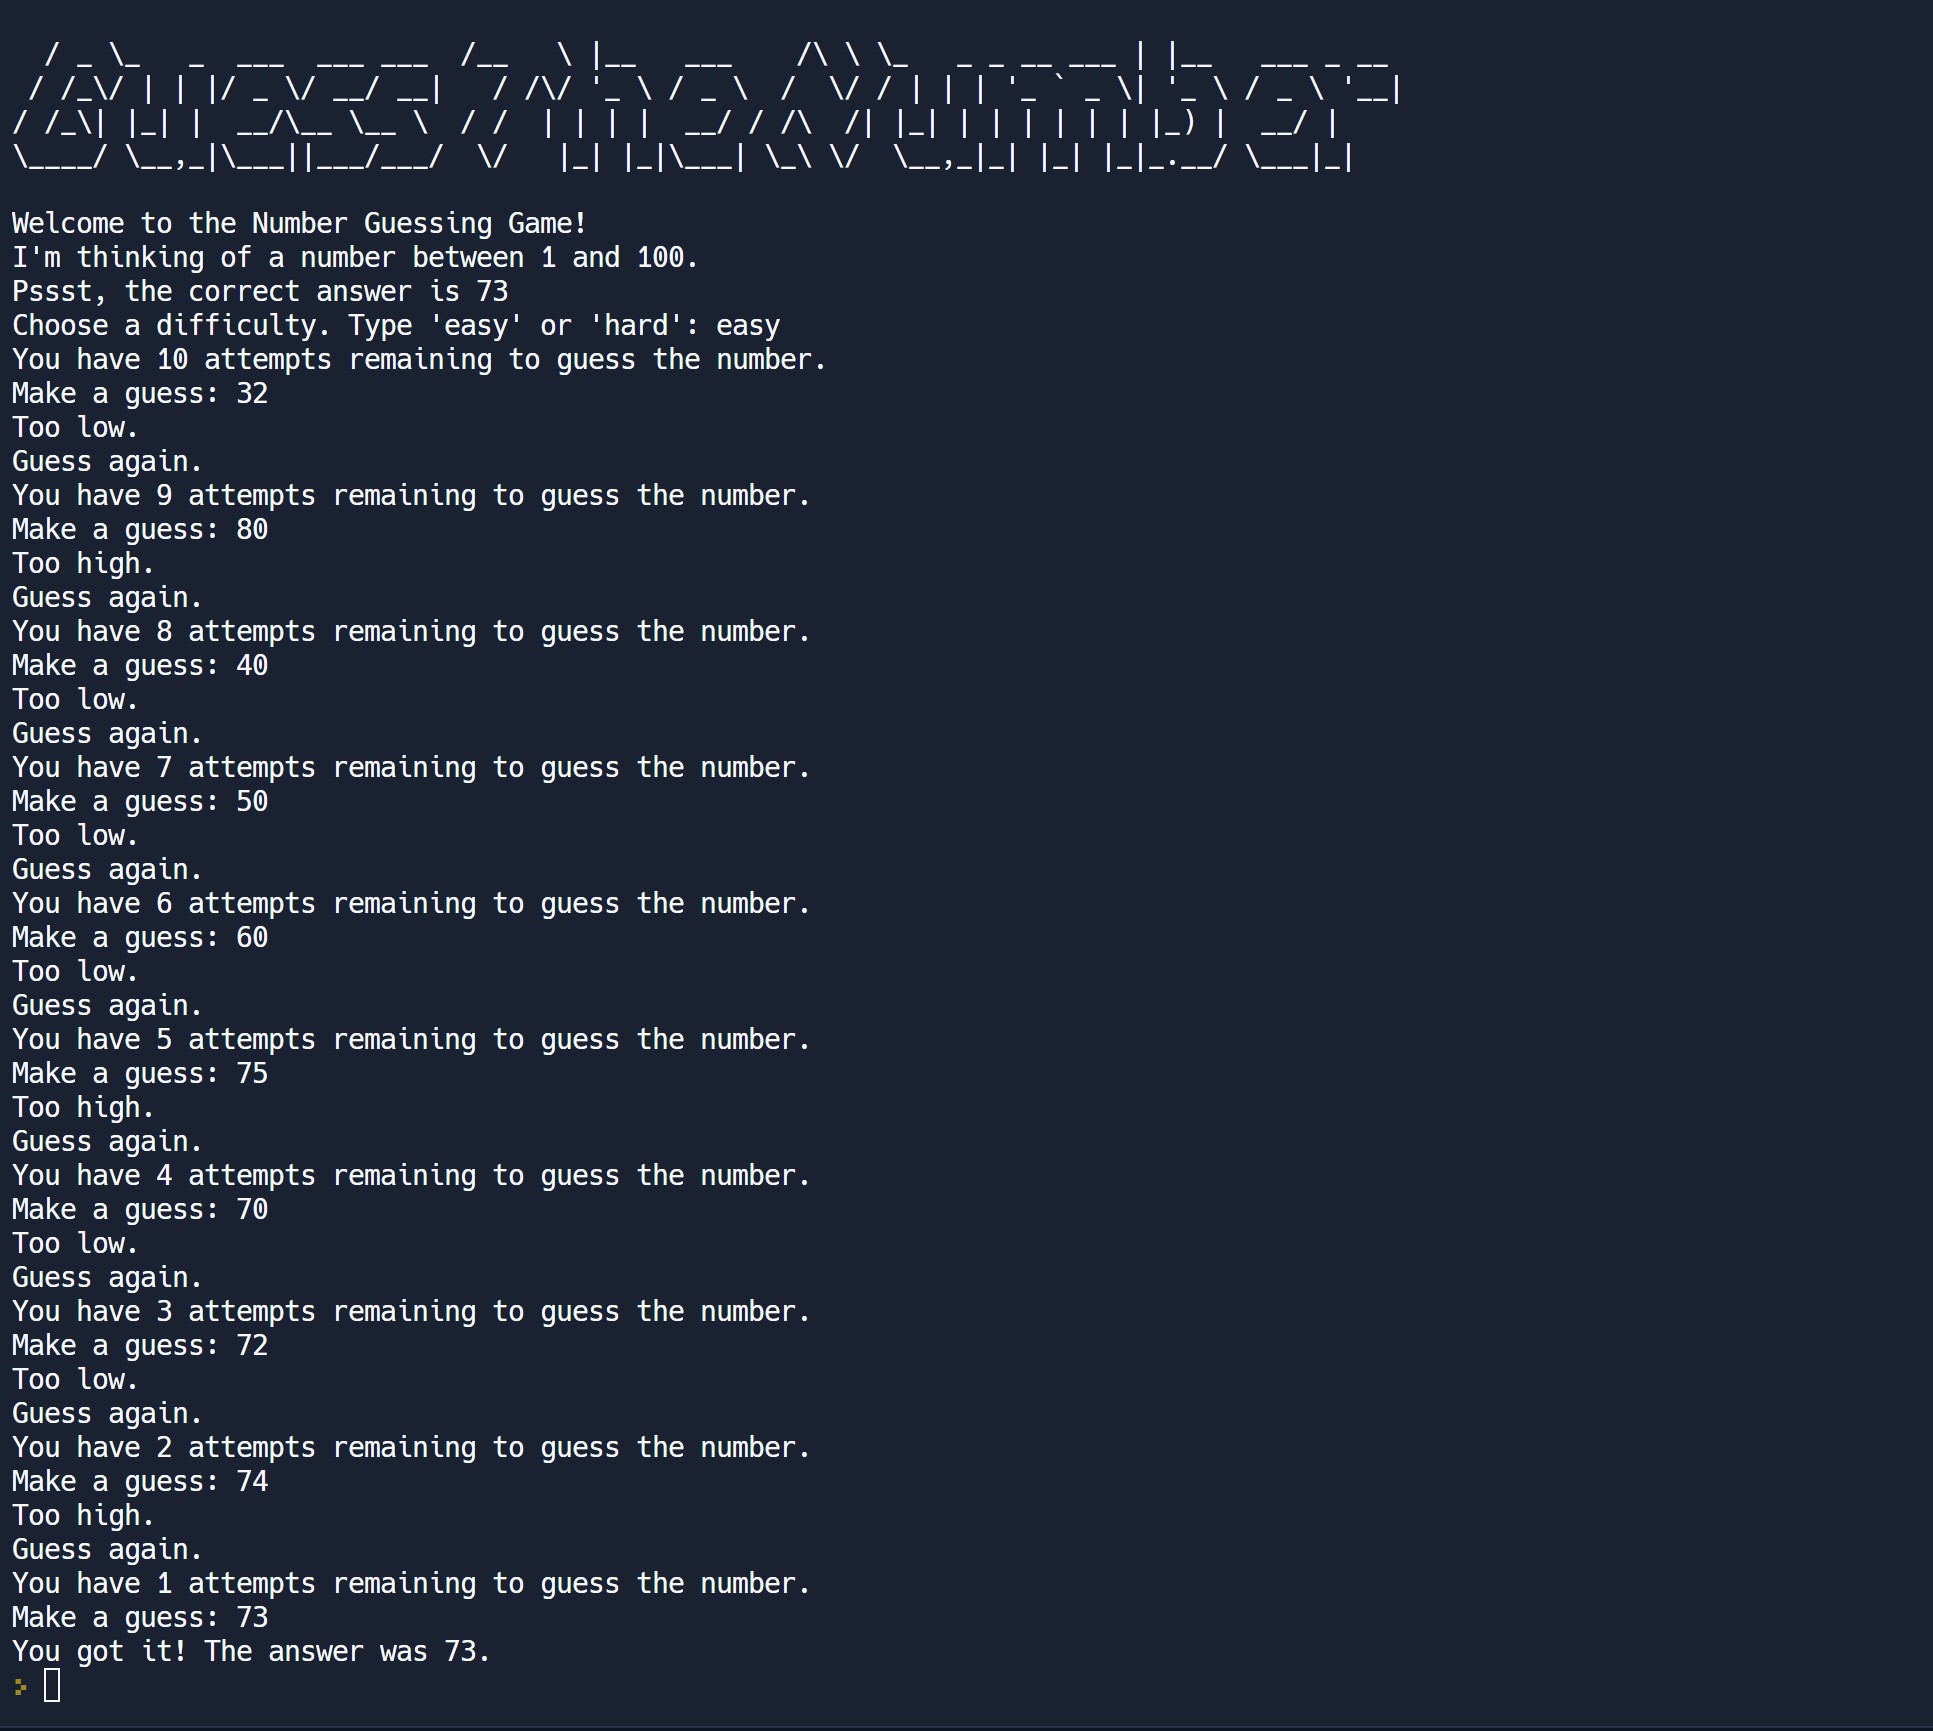 / _ \_   _  ___  ___ ___  /__   \ |__   ___    /\ \ \_   _ _ __ ___ | |__   ___ _ __
 / /_\/ | | |/ _ \/ __/ __|   / /\/ '_ \ / _ \  /  \/ / | | | '_ ` _ \| '_ \ / _ \ '__|
/ /_\| |_| |  __/\__ \__ \  / /  | | | |  __/ / /\  /| |_| | | | | | | |_) |  __/ |
\____/ \__,_|\___||___/___/  \/   |_| |_|\___| \_\ \/  \__,_|_| |_| |_|_.__/ \___|_|
Welcome to the Number Guessing Game!
I'm thinking of a number between 1 and 100.
Pssst, the correct answer is 73
Choose a difficulty. Type 'easy' or 'hard': easy
You have 10 attempts remaining to guess the number.
Make a guess: 32
Too low.
Guess again.
You have 9 attempts remaining to guess the number.
Make a guess: 80
Too high.
Guess again.
You have 8 attempts remaining to guess the number.
Make a guess: 40
Too low.
Guess again.
You have 7 attempts remaining to guess the number.
Make a guess: 50
Too low.
Guess again.
You have 6 attempts remaining to guess the number.
Make a guess: 60
Too low.
Guess again.
You have 5 attempts remaining to guess the number.
Make a guess: 75
Too high.
Guess again.
You have 4 attempts remaining to guess the number.
Make a guess: 70
Too low.
Guess again.
You have 3 attempts remaining to guess the number.
Make a guess: 72
Too low.
Guess again.
You have 2 attempts remaining to guess the number.
Make a guess: 74
Too high.
Guess again.
You have 1 attempts remaining to guess the number.
Make a guess: 73
You got it! The answer was 73.